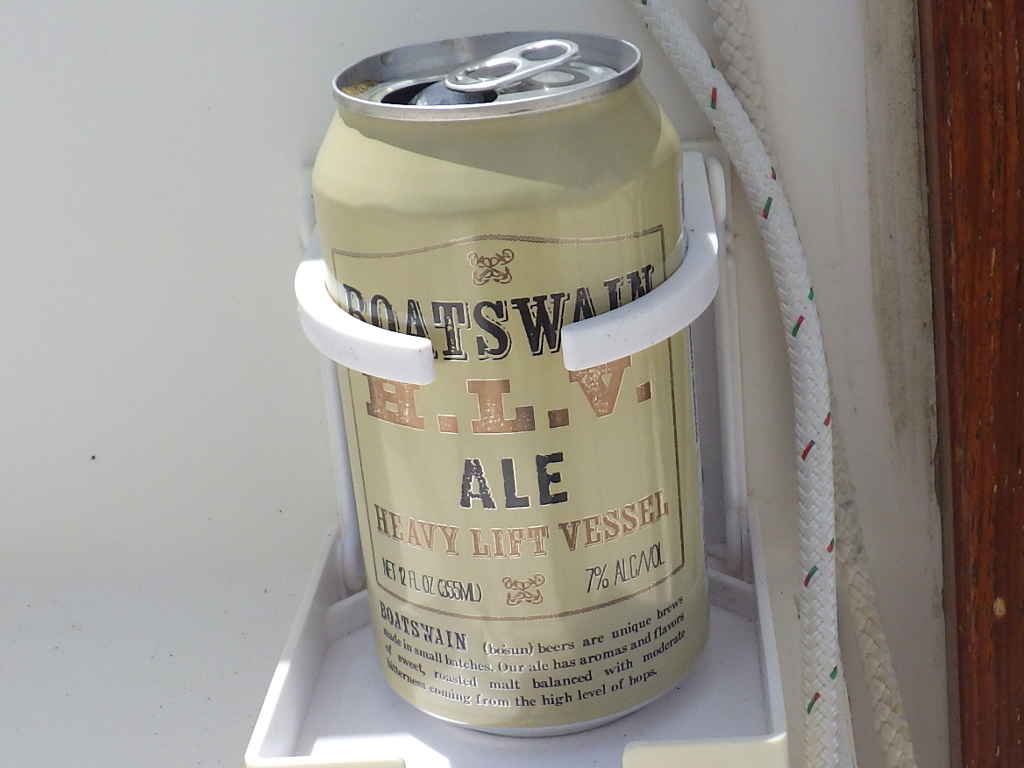 BOATSWAIN
H.L.V.
ALE
HEAVY LIFT VESSEL
NET 12 FL OZ (355ML) 7% ALC/VOL
BOATSWAIN (bosun) beers are unique brews
made in small batches. Our ale has aromas and flavors
of sweet, roasted malt balanced with moderate
bitterness coming from the high level of hops.